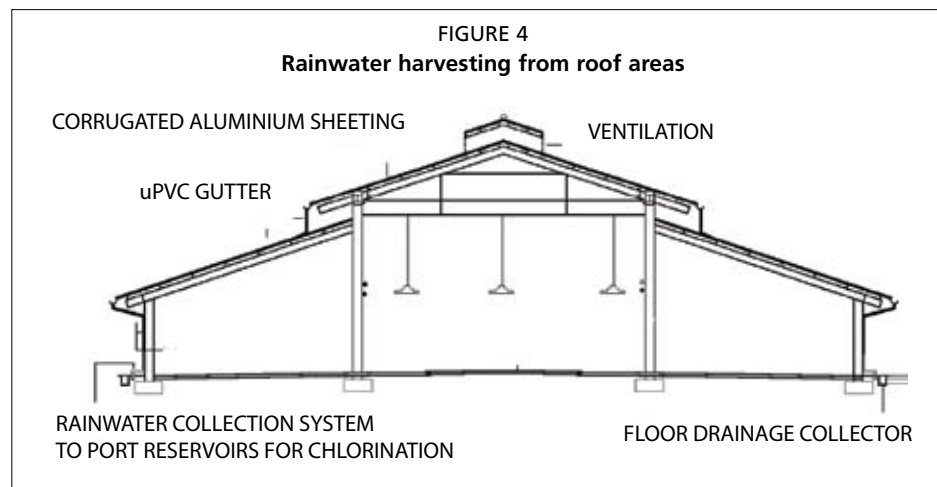 FIGURE 4
Rainwater harvesting from roof areas
CORRUGATED ALUMINIUM SHEETING
VENTILATION
uPVC GUTTER
RAINWATER COLLECTION SYSTEM
TO PORT RESERVOIRS FOR CHLORINATION
FLOOR DRAINAGE COLLECTOR